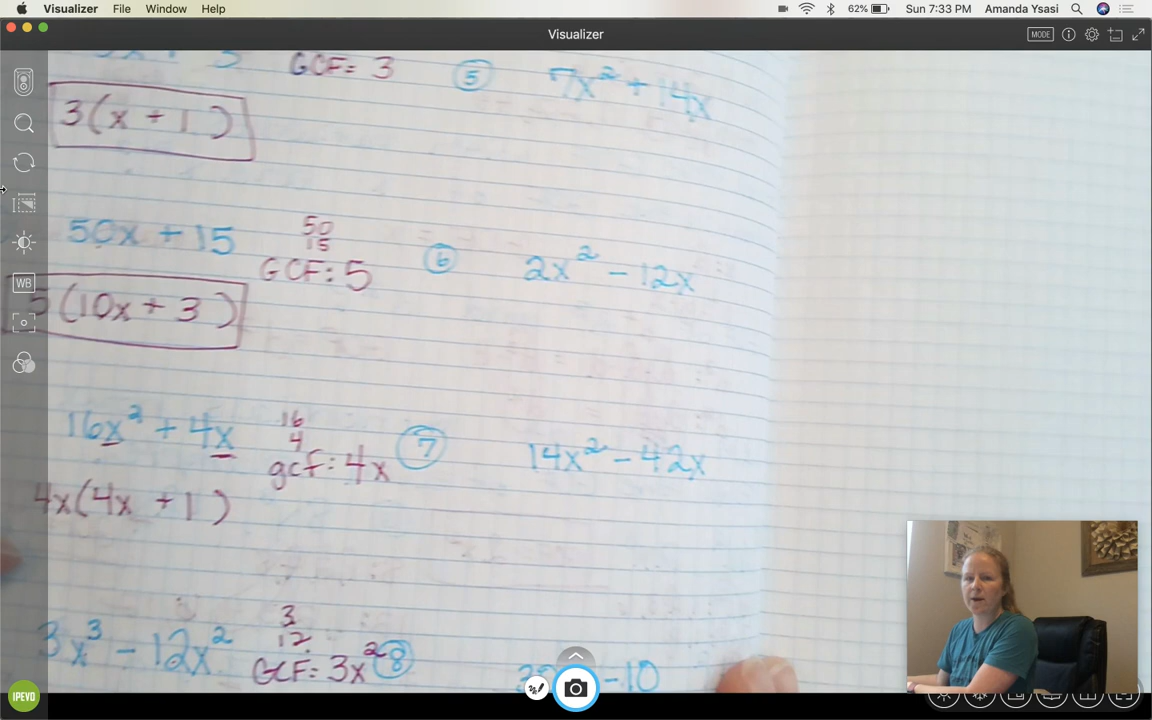 Visualizer File Window Help 62% Sun 7:33 PM Amanda Ysasi
Visualizer
MODE
WB
GCF = 3
3(x + 1)
50x + 15
50
15
GCF: 5
5(10x + 3)
16x² + 4x
16
4
gcf: 4x
4x(4x + 1)
3x³ - 12x²
3
12
GCF: 3x²
⑤ 7x² + 14x
⑥ 2x² - 12x
⑦ 14x² - 42x
⑧ -10
IPEVO